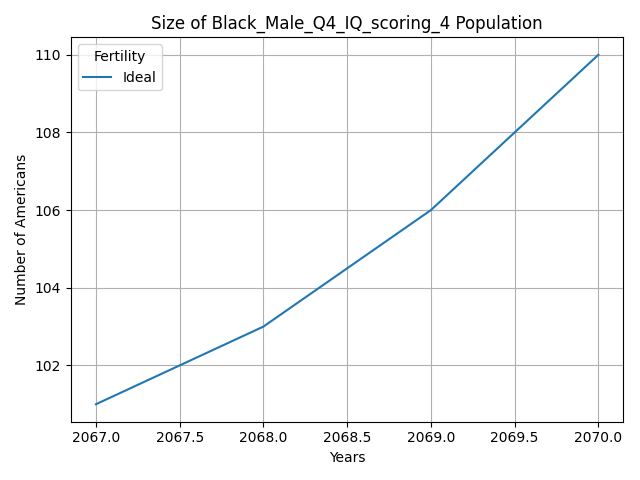 Size of Black_Male_Q4_IQ_scoring_4 Population
Fertility
Ideal
Number of Americans
110
108
106
104
102
2067.0 2067.5 2068.0 2068.5 2069.0 2069.5 2070.0
Years